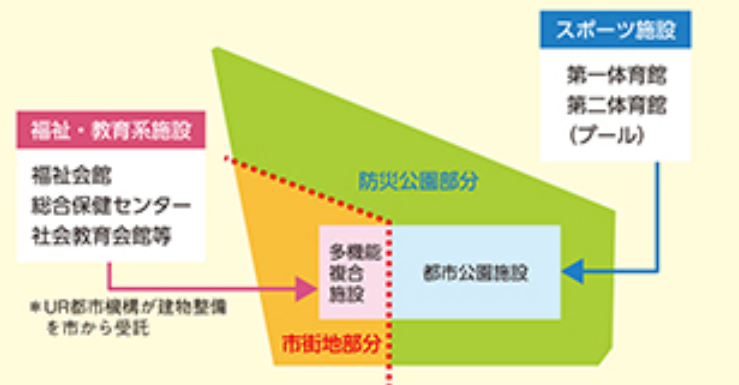 スポーツ施設
第一体育館
第二体育館
(プール)
福祉・教育系施設
福祉会館
総合保健センター
社会教育会館等
防災公園部分
多機能
複合
施設
都市公園施設
*UR都市機構が建物整備
を市から受託
市街地部分